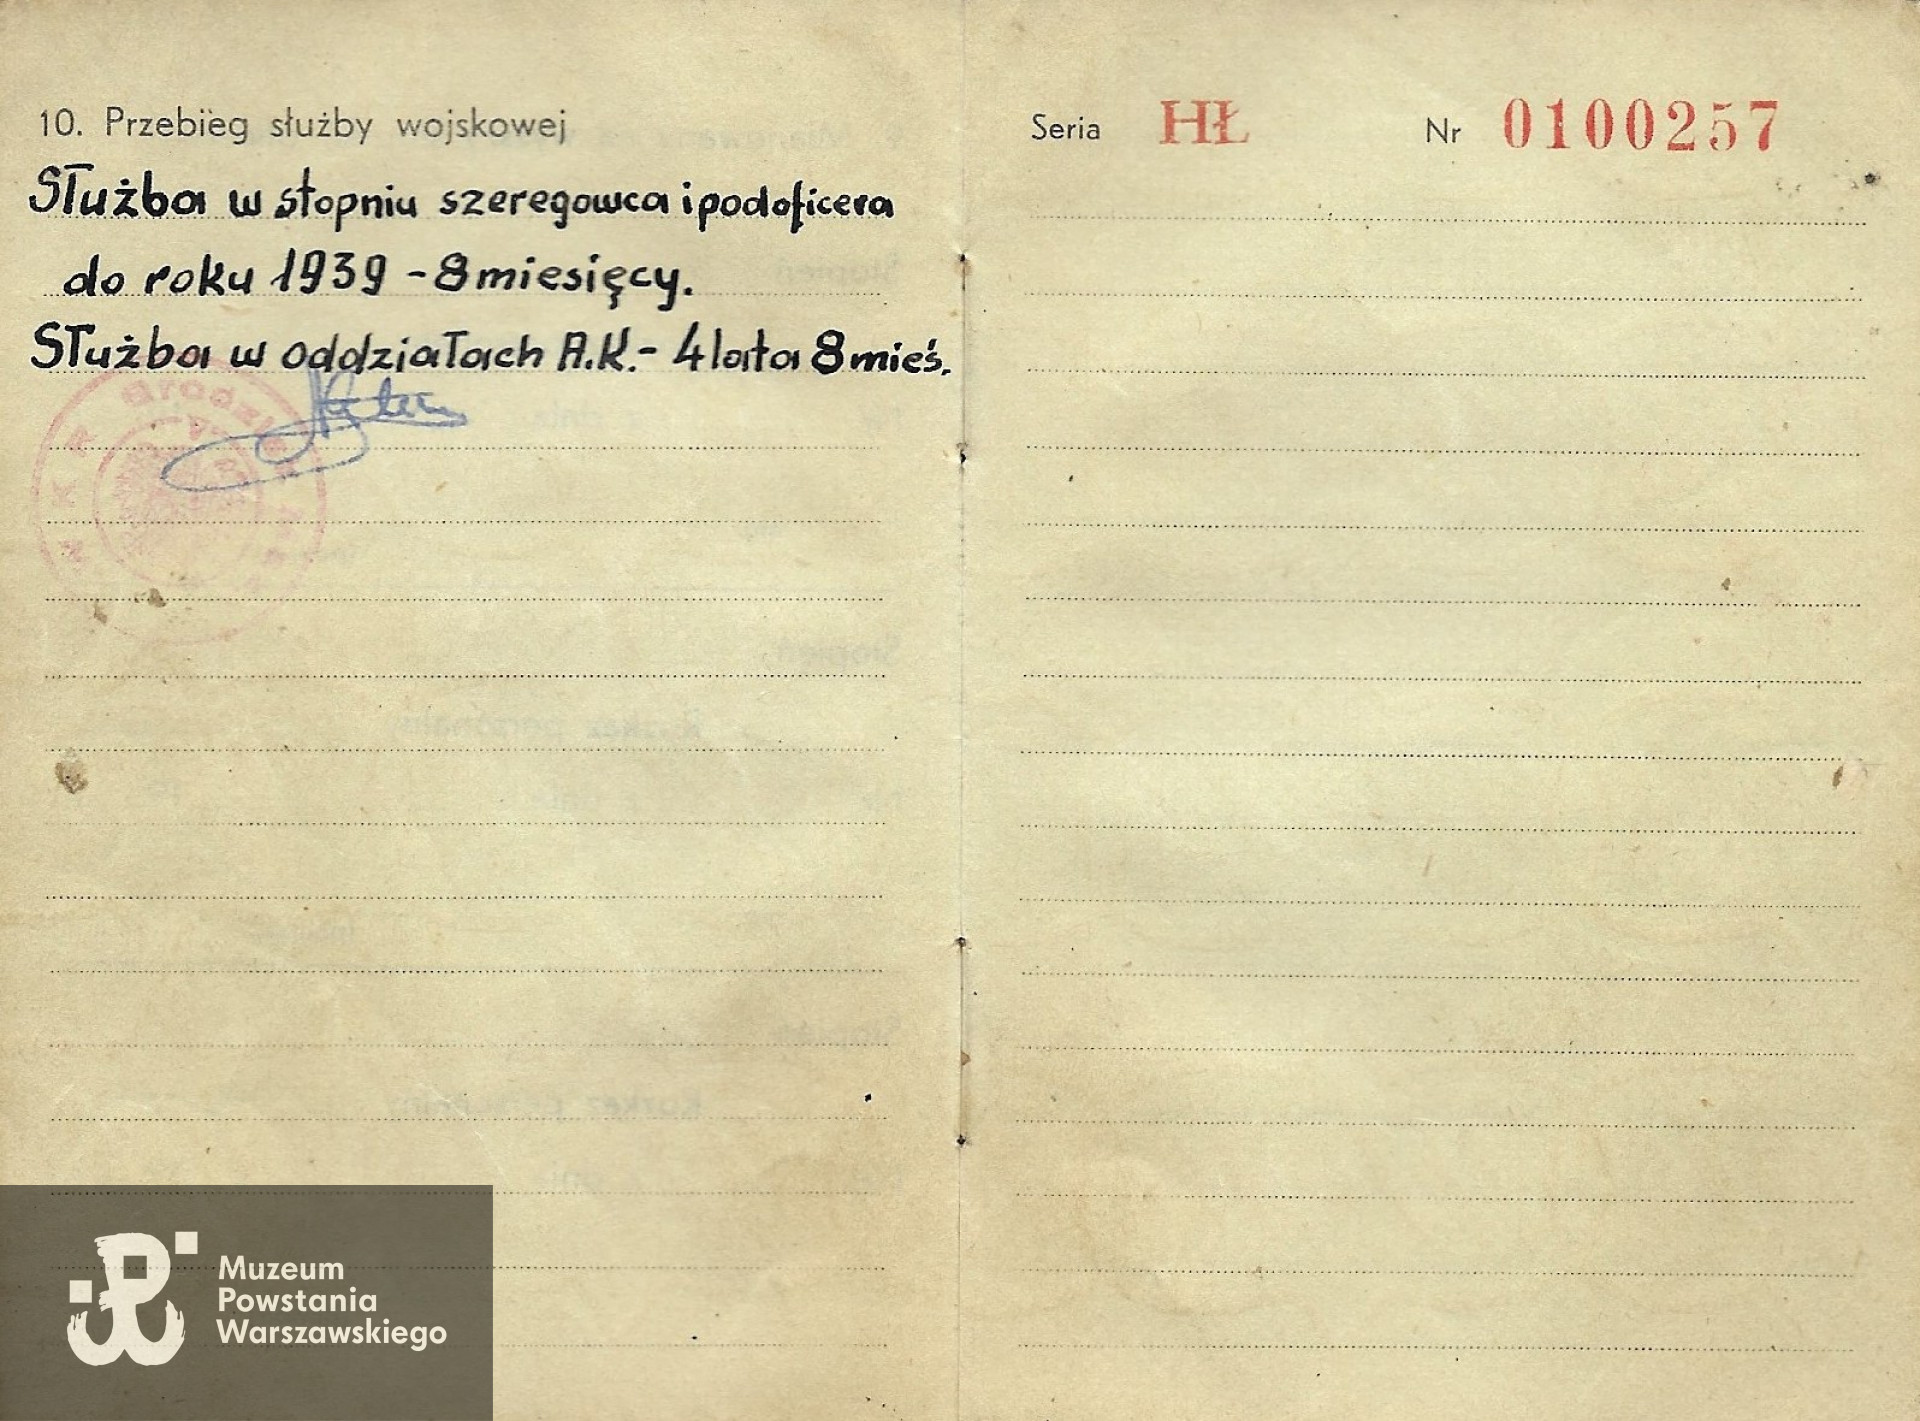 10. Przebieg służby wojskowej
Służba w stopniu szeregowca i podoficera
do roku 1939 - 8 miesięcy.
Służba w oddziałach A.K. - 4 lata 8 mieś.
W K R
Seria HŁ Nr 0100257
Muzeum
Powstania
Warszawskiego